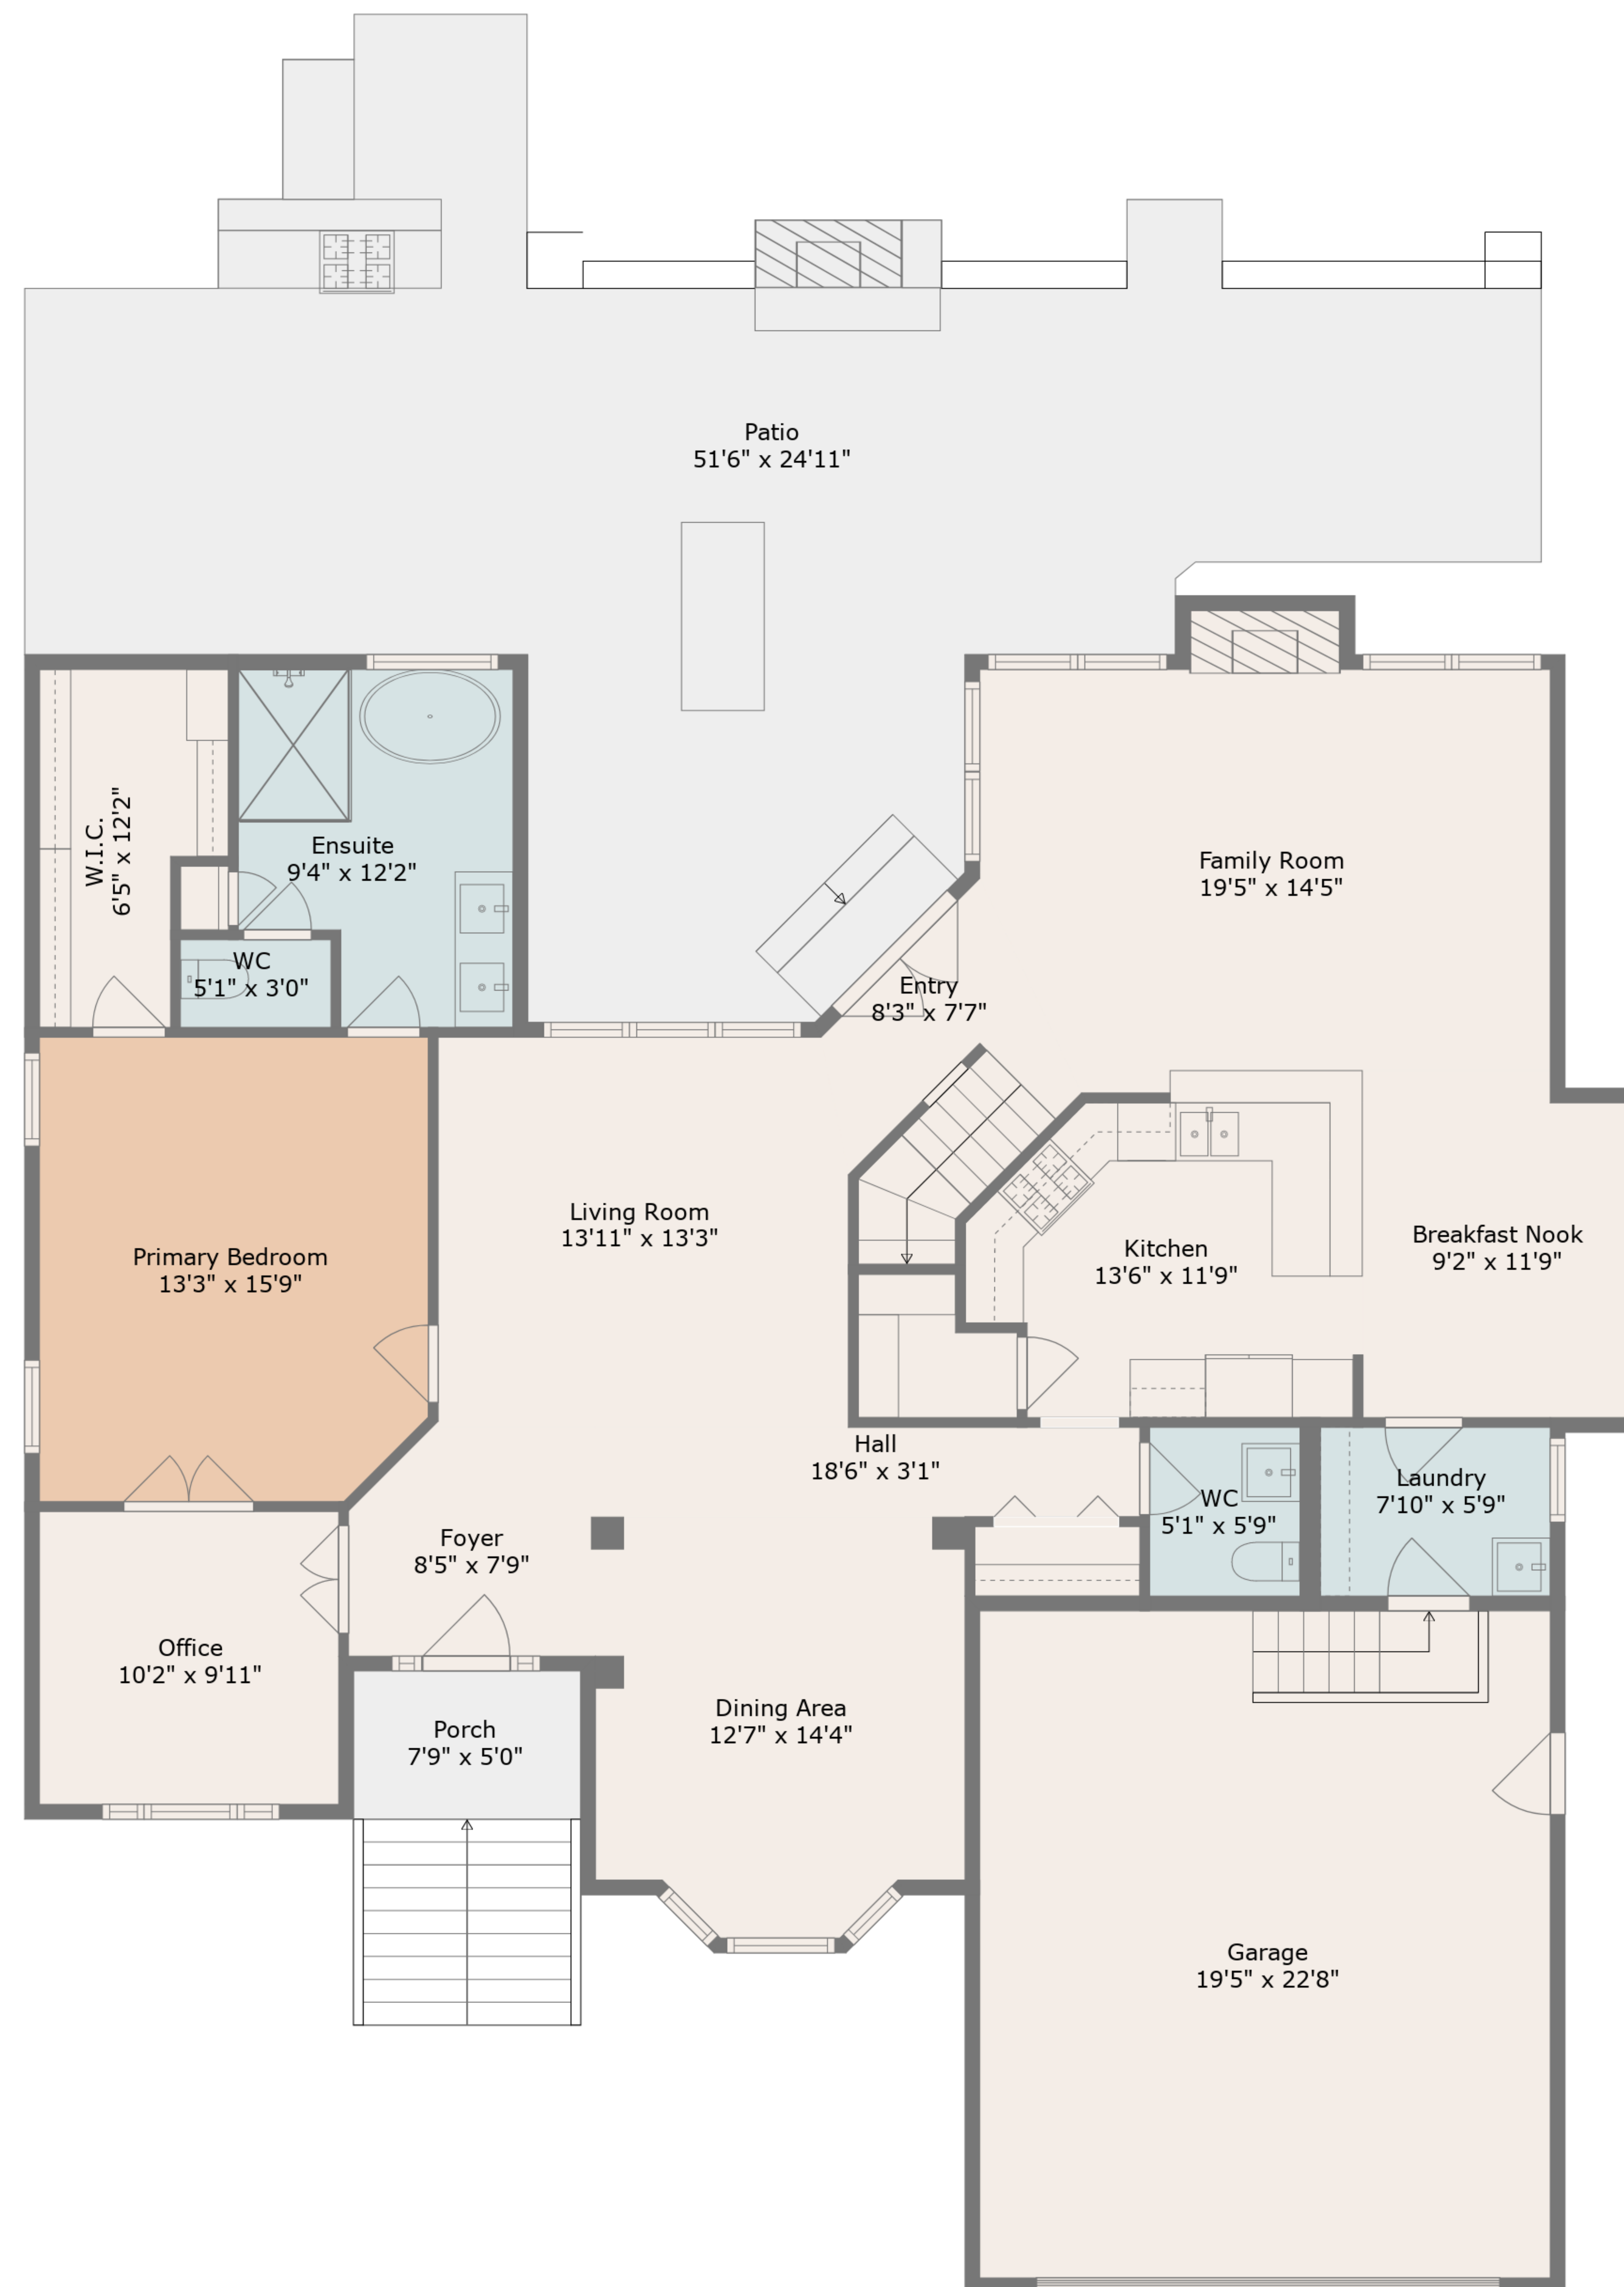 Patio
51'6" x 24'11"
W.I.C.
6'5" x 12'2"
Ensuite
9'4" x 12'2"
Family Room
19'5" x 14'5"
WC
5'1" x 3'0"
Entry
8'3" x 7'7"
Living Room
13'11" x 13'3"
Primary Bedroom
13'3" x 15'9"
Kitchen
13'6" x 11'9"
Breakfast Nook
9'2" x 11'9"
Hall
18'6" x 3'1"
WC
5'1" x 5'9"
Laundry
7'10" x 5'9"
Foyer
8'5" x 7'9"
Office
10'2" x 9'11"
Porch
7'9" x 5'0"
Dining Area
12'7" x 14'4"
Garage
19'5" x 22'8"